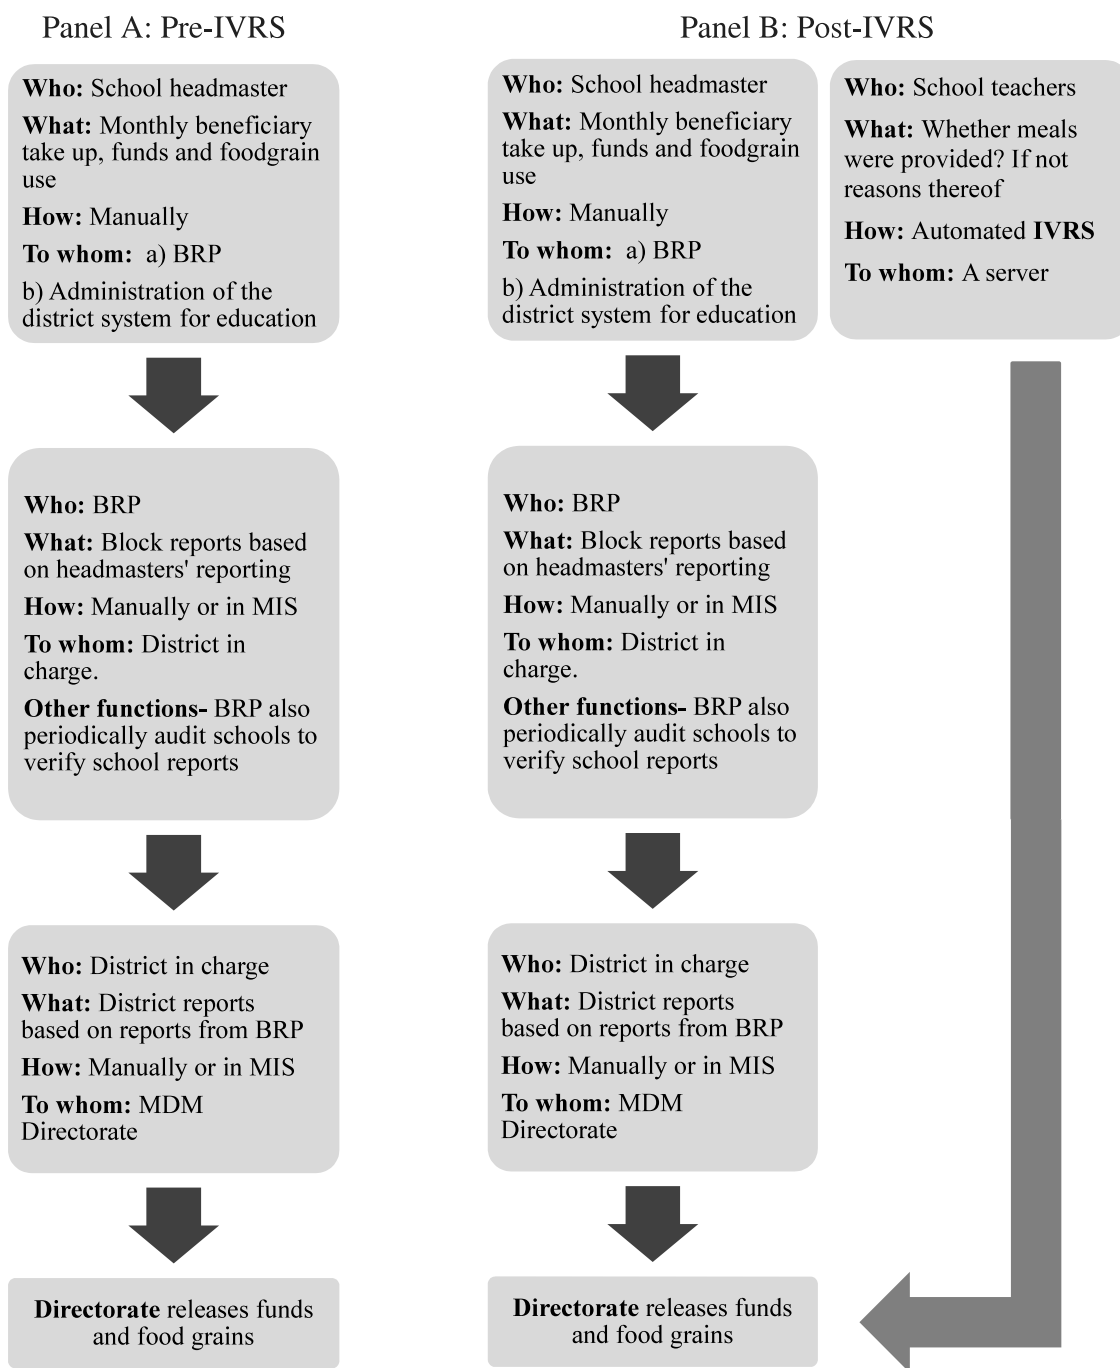 Panel A: Pre-IVRS
Who: School headmaster
What: Monthly beneficiary
take up, funds and foodgrain
use
How: Manually
To whom:  a) BRP
b) Administration of the
district system for education
Who: BRP
What: Block reports based
on headmasters' reporting
How: Manually or in MIS
To whom: District in
charge.
Other functions- BRP also
periodically audit schools to
verify school reports
Who: District in charge
What: District reports
based on reports from BRP
How: Manually or in MIS
To whom: MDM
Directorate
Directorate releases funds
and food grains
Panel B: Post-IVRS
Who: School headmaster
What: Monthly beneficiary
take up, funds and foodgrain
use
How: Manually
To whom:  a) BRP
b) Administration of the
district system for education
Who: BRP
What: Block reports based
on headmasters' reporting
How: Manually or in MIS
To whom: District in
charge.
Other functions- BRP also
periodically audit schools to
verify school reports
Who: District in charge
What: District reports
based on reports from BRP
How: Manually or in MIS
To whom: MDM
Directorate
Directorate releases funds
and food grains
Who: School teachers
What: Whether meals
were provided? If not
reasons thereof
How: Automated IVRS
To whom: A server